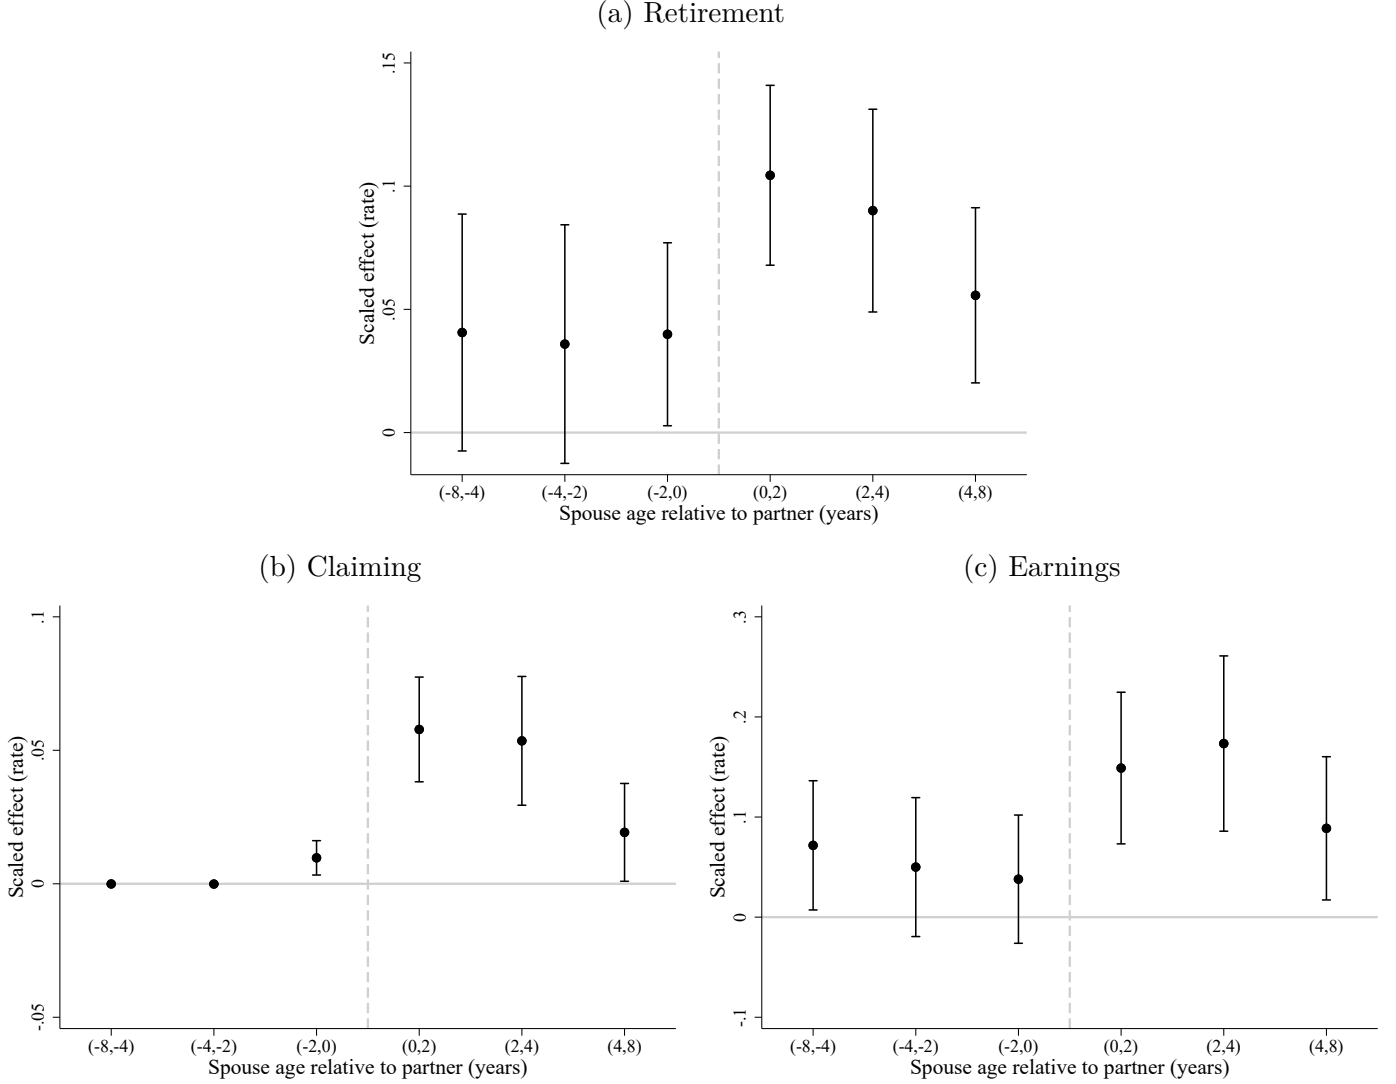 (a) Retirement
Scaled effect (rate)
.15
.1
.05
0
(-8,-4) (-4,-2) (-2,0) (0,2) (2,4) (4,8)
Spouse age relative to partner (years)
(b) Claiming
Scaled effect (rate)
.1
.05
0
-.05
(-8,-4) (-4,-2) (-2,0) (0,2) (2,4) (4,8)
Spouse age relative to partner (years)
(c) Earnings
Scaled effect (rate)
.3
.2
.1
0
-.1
(-8,-4) (-4,-2) (-2,0) (0,2) (2,4) (4,8)
Spouse age relative to partner (years)